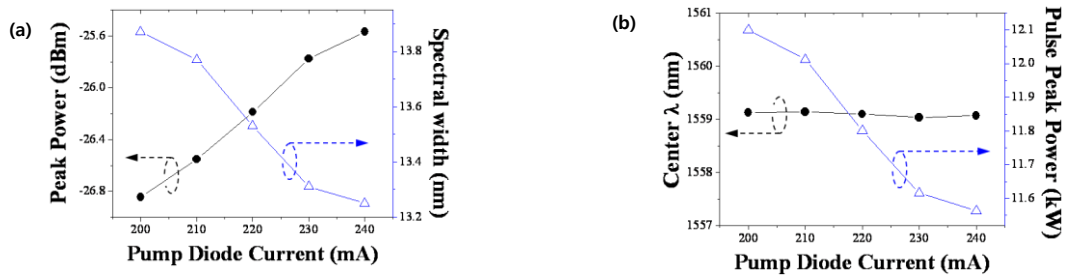 (a)
Peak Power (dBm)
-25.6
-26.0
-26.4
-26.8
200 210 220 230 240
Pump Diode Current (mA)
13.8
13.6
13.4
13.2
Spectral width (nm)
(b)
Center λ (nm)
1561
1560
1559
1558
1557
200 210 220 230 240
Pump Diode Current (mA)
12.1
12.0
11.9
11.8
11.7
11.6
Pulse Peak Power (kW)